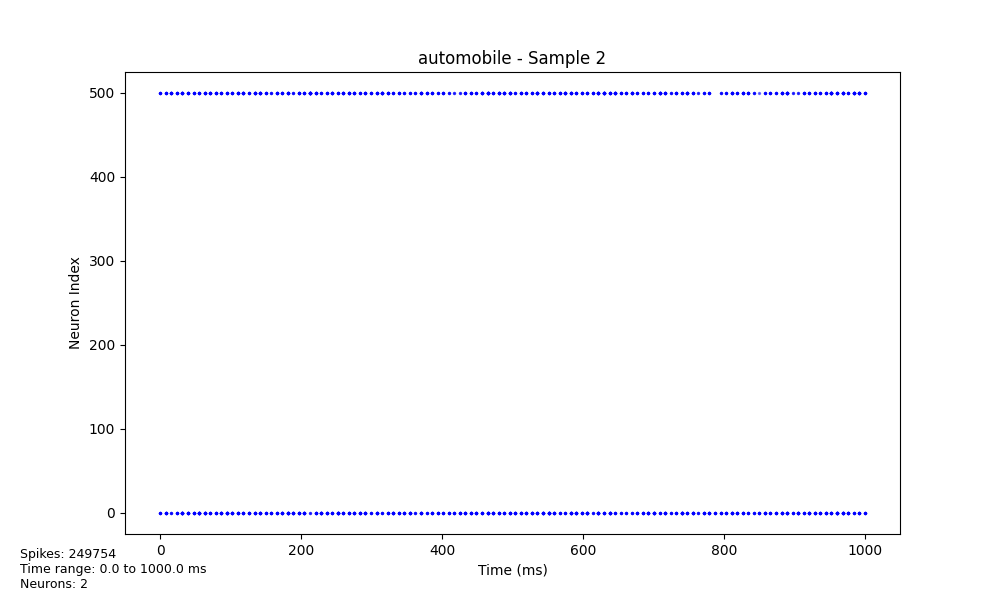 automobile - Sample 2
Neuron Index
500
400
300
200
100
0
0 200 400 600 800 1000
Time (ms)
Spikes: 249754
Time range: 0.0 to 1000.0 ms
Neurons: 2